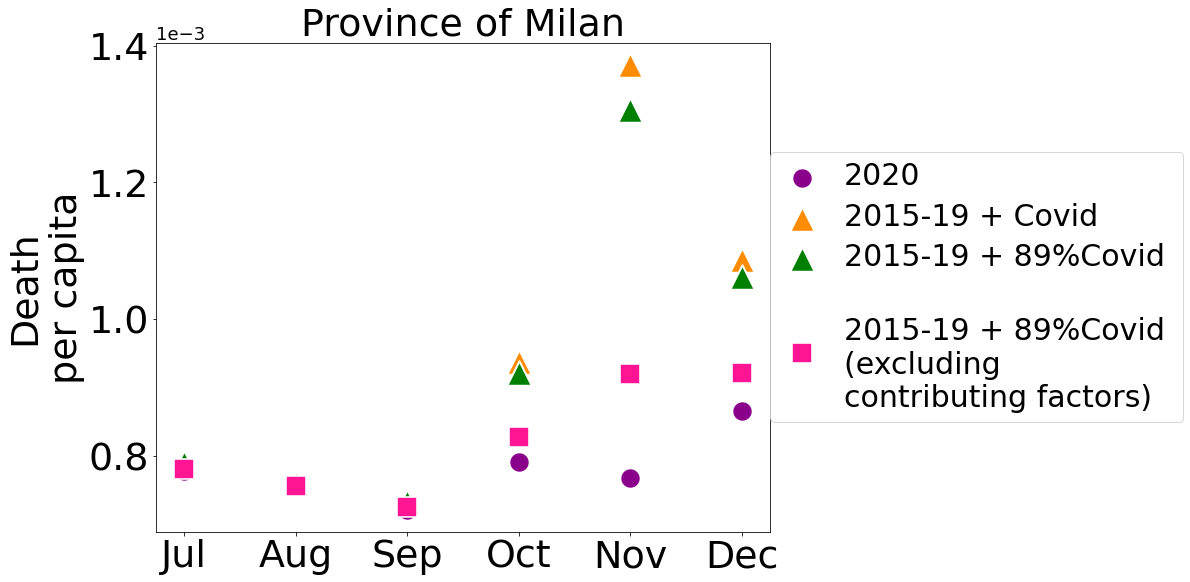 Province of Milan
1e−3
1.4
1.2
1.0
0.8
Death
per capita
Jul Aug Sep Oct Nov Dec
2020
2015-19 + Covid
2015-19 + 89%Covid
2015-19 + 89%Covid
(excluding
contributing factors)